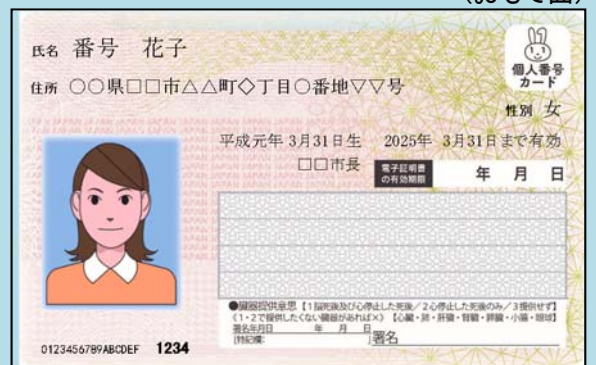 (おもて面)
氏名 番号 花子
個人番号
カード
住所 ○○県□□市△△町◇丁目○番地▽▽号
性別 女
平成元年 3月31日生 2025年 3月31日まで有効
□□市長
電子証明書
の有効期限
年 月 日
●臓器提供意思【1 脳死後及び心停止した死後/2 心停止した死後のみ/3 提供せず】
《1・2で提供したくない臓器があれば×》【心臓・肺・肝臓・腎臓・膵臓・小腸・眼球】
署名年月日 年 月 日
[特記欄: ]
署名
0123456789ABCDEF 1234